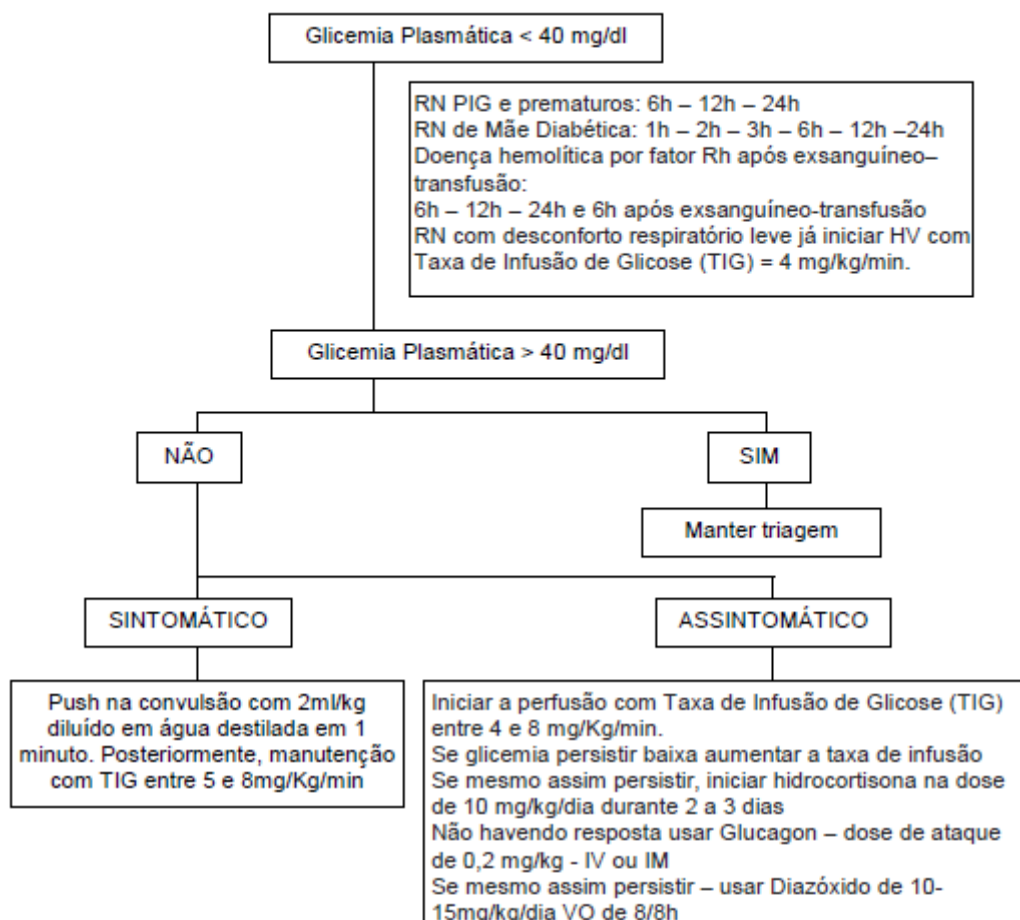 Glicemia Plasmática < 40 mg/dl
RN PIG e prematuros: 6h – 12h – 24h
RN de Mãe Diabética: 1h – 2h – 3h – 6h – 12h –24h
Doença hemolítica por fator Rh após exsanguíneo–
transfusão:
6h – 12h – 24h e 6h após exsanguíneo-transfusão
RN com desconforto respiratório leve já iniciar HV com
Taxa de Infusão de Glicose (TIG) = 4 mg/kg/min.
Glicemia Plasmática > 40 mg/dl
NÃO
SIM
Manter triagem
SINTOMÁTICO
ASSINTOMÁTICO
Push na convulsão com 2ml/kg
diluído em água destilada em 1
minuto. Posteriormente, manutenção
com TIG entre 5 e 8mg/Kg/min
Iniciar a perfusão com Taxa de Infusão de Glicose (TIG)
entre 4 e 8 mg/Kg/min.
Se glicemia persistir baixa aumentar a taxa de infusão
Se mesmo assim persistir, iniciar hidrocortisona na dose
de 10 mg/kg/dia durante 2 a 3 dias
Não havendo resposta usar Glucagon – dose de ataque
de 0,2 mg/kg - IV ou IM
Se mesmo assim persistir – usar Diazóxido de 10-
15mg/kg/dia VO de 8/8h